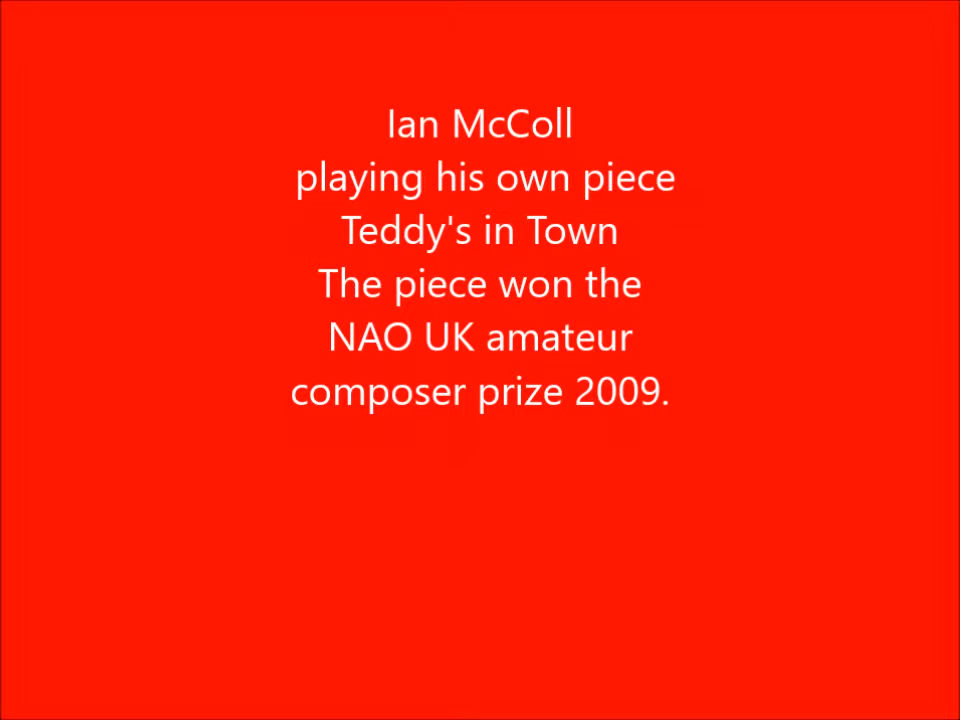 Ian McColl
playing his own piece
Teddy's in Town
The piece won the
NAO UK amateur
composer prize 2009.